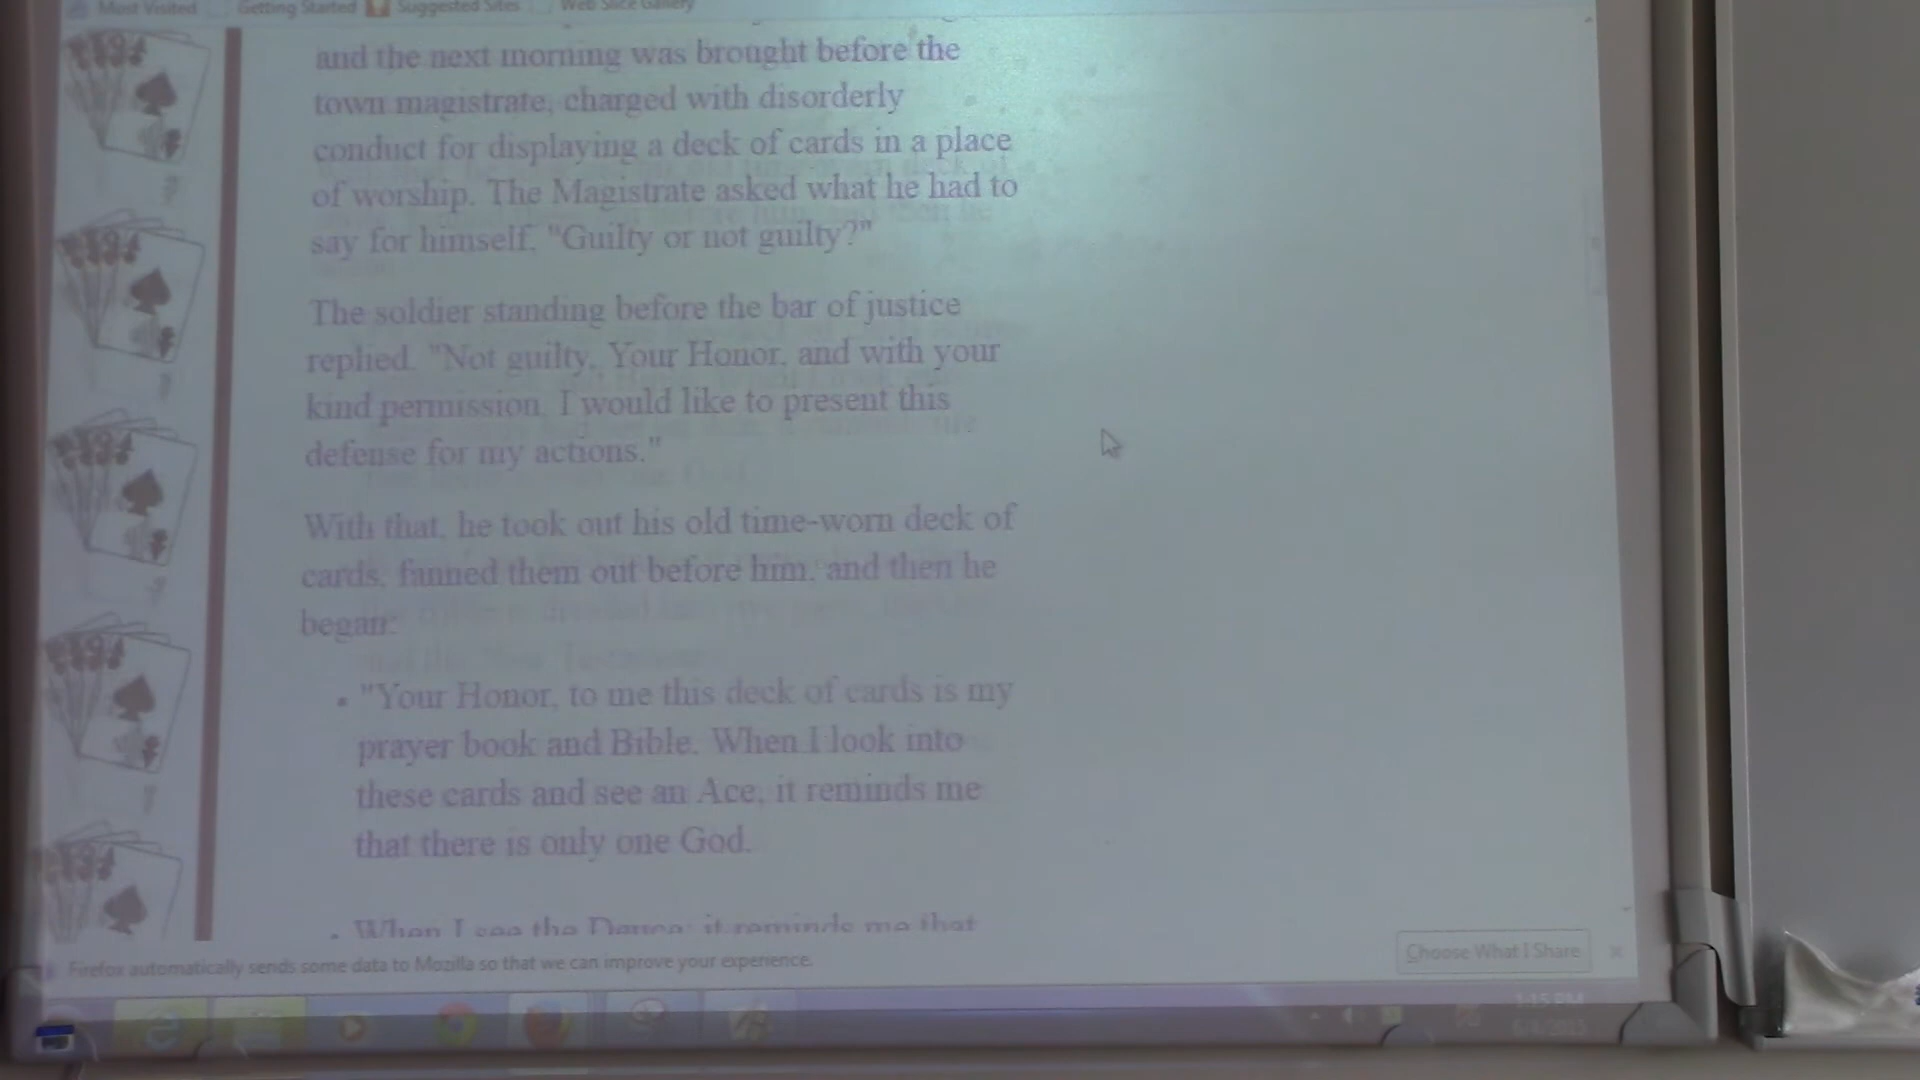 Most Visited Getting Started Suggested Sites Web Slice Gallery
and the next morning was brought before the
town magistrate, charged with disorderly
conduct for displaying a deck of cards in a place
of worship. The Magistrate asked what he had to
say for himself. "Guilty or not guilty?"
The soldier standing before the bar of justice
replied. "Not guilty, Your Honor, and with your
kind permission, I would like to present this
defense for my actions."
With that, he took out his old time-worn deck of
cards, fanned them out before him, and then he
began:
• "Your Honor, to me this deck of cards is my
prayer book and Bible. When I look into
these cards and see an Ace, it reminds me
that there is only one God.
• When I see the Deuce; it reminds me that
Firefox automatically sends some data to Mozilla so that we can improve your experience.
Choose What I Share
1:15 PM